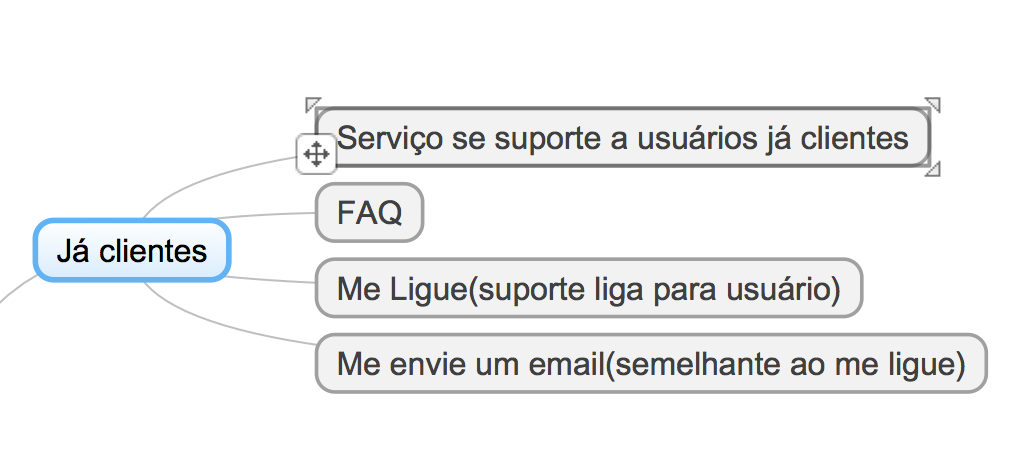 Serviço se suporte a usuários já clientes
FAQ
Já clientes
Me Ligue(suporte liga para usuário)
Me envie um email(semelhante ao me ligue)